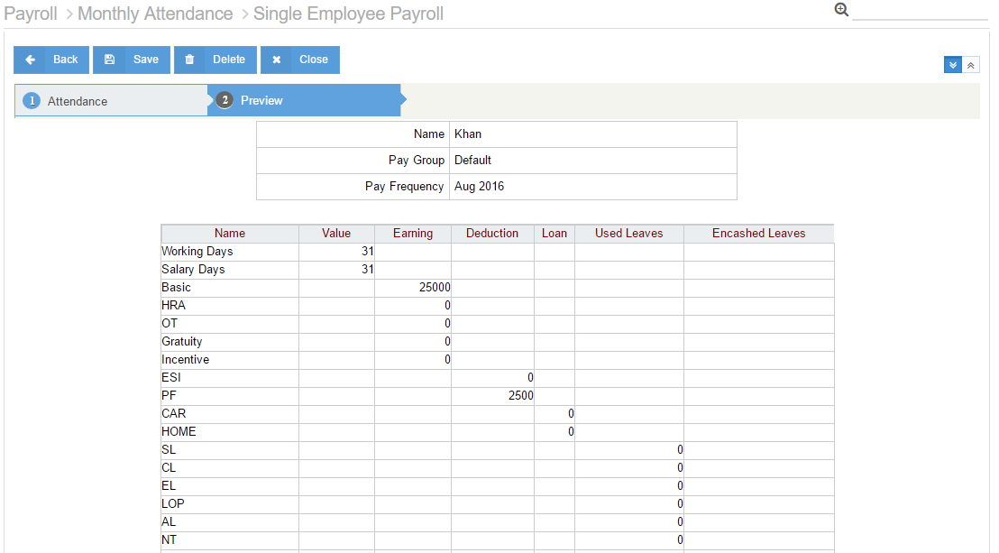 Payroll > Monthly Attendance > Single Employee Payroll
Back Save Delete Close
1 Attendance 2 Preview
Name Khan
Pay Group Default
Pay Frequency Aug 2016
Name Value Earning Deduction Loan Used Leaves Encashed Leaves
Working Days 31
Salary Days 31
Basic 25000
HRA 0
OT 0
Gratuity 0
Incentive 0
ESI 0
PF 2500
CAR 0
HOME 0
SL 0
CL 0
EL 0
LOP 0
AL 0
NT 0